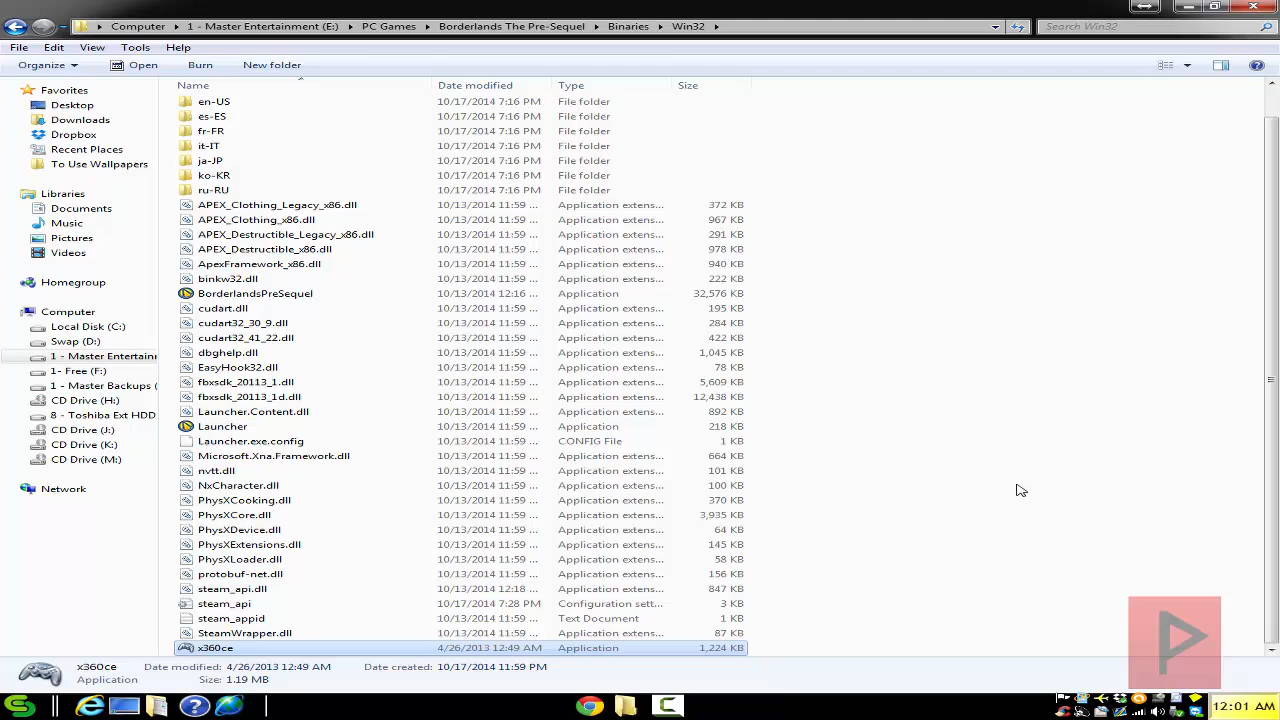 Computer ▸ 1 - Master Entertainment (E:) ▸ PC Games ▸ Borderlands The Pre-Sequel ▸ Binaries ▸ Win32 ▸ Search Win32
File Edit View Tools Help
Organize Open Burn New folder
Name Date modified Type Size
Favorites
Desktop
Downloads
Dropbox
Recent Places
To Use Wallpapers
Libraries
Documents
Music
Pictures
Videos
Homegroup
Computer
Local Disk (C:)
Swap (D:)
1 - Master Entertainr
1- Free (F:)
1 - Master Backups (
CD Drive (H:)
8 - Toshiba Ext HDD
CD Drive (J:)
CD Drive (K:)
CD Drive (M:)
Network
en-US 10/17/2014 7:16 PM File folder
es-ES 10/17/2014 7:16 PM File folder
fr-FR 10/17/2014 7:16 PM File folder
it-IT 10/17/2014 7:16 PM File folder
ja-JP 10/17/2014 7:16 PM File folder
ko-KR 10/17/2014 7:16 PM File folder
ru-RU 10/17/2014 7:16 PM File folder
APEX_Clothing_Legacy_x86.dll 10/13/2014 11:59 ... Application extens... 372 KB
APEX_Clothing_x86.dll 10/13/2014 11:59 ... Application extens... 967 KB
APEX_Destructible_Legacy_x86.dll 10/13/2014 11:59 ... Application extens... 291 KB
APEX_Destructible_x86.dll 10/13/2014 11:59 ... Application extens... 978 KB
ApexFramework_x86.dll 10/13/2014 11:59 ... Application extens... 940 KB
binkw32.dll 10/13/2014 11:59 ... Application extens... 222 KB
BorderlandsPreSequel 10/13/2014 12:16 ... Application 32,576 KB
cudart.dll 10/13/2014 11:59 ... Application extens... 195 KB
cudart32_30_9.dll 10/13/2014 11:59 ... Application extens... 284 KB
cudart32_41_22.dll 10/13/2014 11:59 ... Application extens... 422 KB
dbghelp.dll 10/13/2014 11:59 ... Application extens... 1,045 KB
EasyHook32.dll 10/13/2014 11:59 ... Application extens... 78 KB
fbxsdk_20113_1.dll 10/13/2014 11:59 ... Application extens... 5,609 KB
fbxsdk_20113_1d.dll 10/13/2014 11:59 ... Application extens... 12,438 KB
Launcher.Content.dll 10/13/2014 11:59 ... Application extens... 892 KB
Launcher 10/13/2014 11:59 ... Application 218 KB
Launcher.exe.config 10/13/2014 11:59 ... CONFIG File 1 KB
Microsoft.Xna.Framework.dll 10/13/2014 11:59 ... Application extens... 664 KB
nvtt.dll 10/13/2014 11:59 ... Application extens... 101 KB
NxCharacter.dll 10/13/2014 11:59 ... Application extens... 100 KB
PhysXCooking.dll 10/13/2014 11:59 ... Application extens... 370 KB
PhysXCore.dll 10/13/2014 11:59 ... Application extens... 3,935 KB
PhysXDevice.dll 10/13/2014 11:59 ... Application extens... 64 KB
PhysXExtensions.dll 10/13/2014 11:59 ... Application extens... 145 KB
PhysXLoader.dll 10/13/2014 11:59 ... Application extens... 58 KB
protobuf-net.dll 10/13/2014 11:59 ... Application extens... 156 KB
steam_api.dll 10/13/2014 12:18 ... Application extens... 847 KB
steam_api 10/17/2014 7:28 PM Configuration sett... 3 KB
steam_appid 10/13/2014 11:59 ... Text Document 1 KB
SteamWrapper.dll 10/13/2014 11:59 ... Application extens... 87 KB
x360ce 4/26/2013 12:49 AM Application 1,224 KB
x360ce Date modified: 4/26/2013 12:49 AM Date created: 10/17/2014 11:59 PM
Application Size: 1.19 MB
12:01 AM